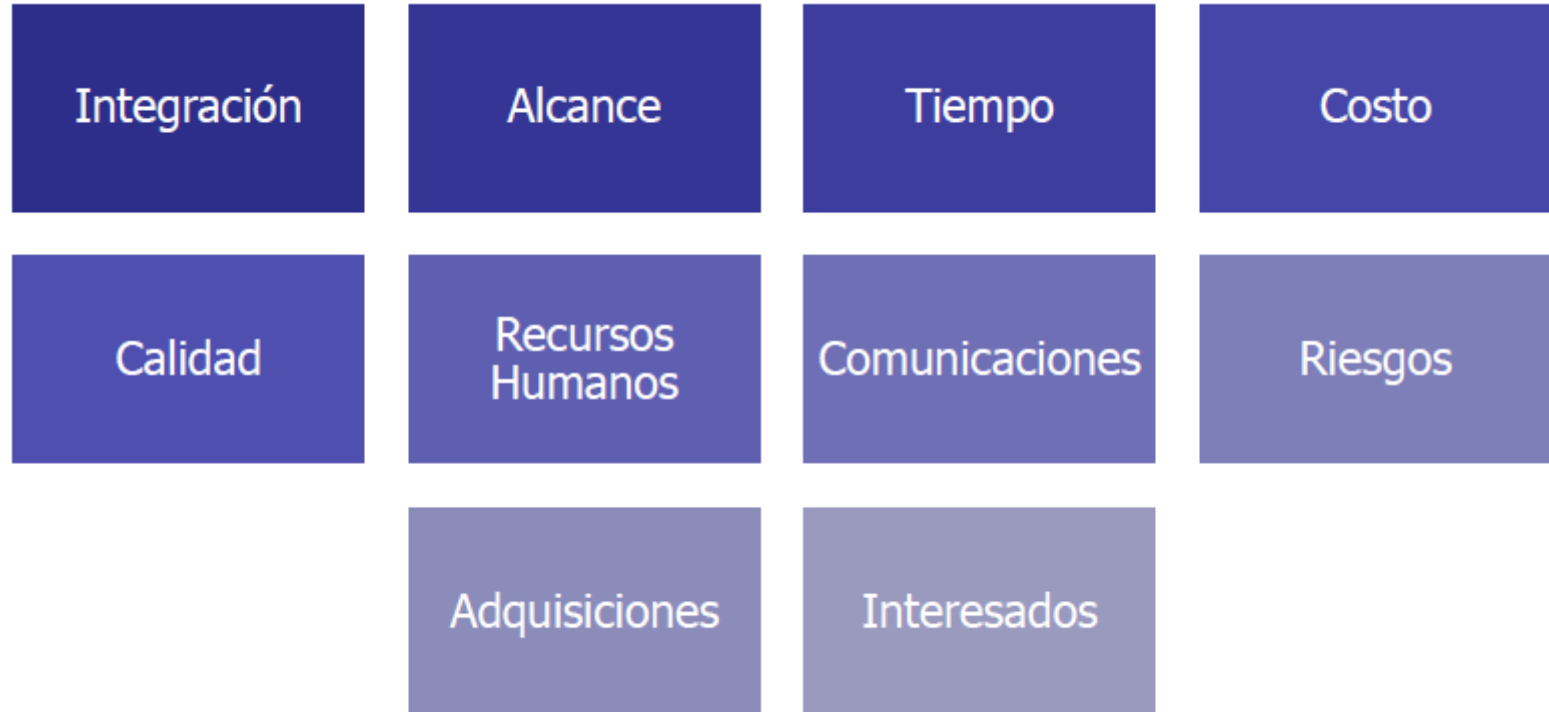 Integración
Alcance
Tiempo
Costo
Calidad
Recursos
Humanos
Comunicaciones
Riesgos
Adquisiciones
Interesados